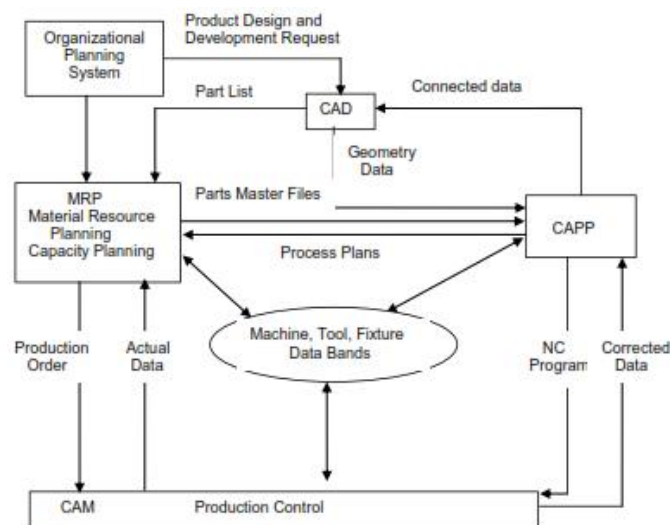 Product Design and
Development Request
Organizational
Planning
System
Part List
CAD
Connected data
Geometry
Data
MRP
Material Resource
Planning
Capacity Planning
Parts Master Files
CAPP
Process Plans
Machine, Tool, Fixture
Data Bands
Production
Order
Actual
Data
NC
Program
Corrected
Data
CAM
Production Control